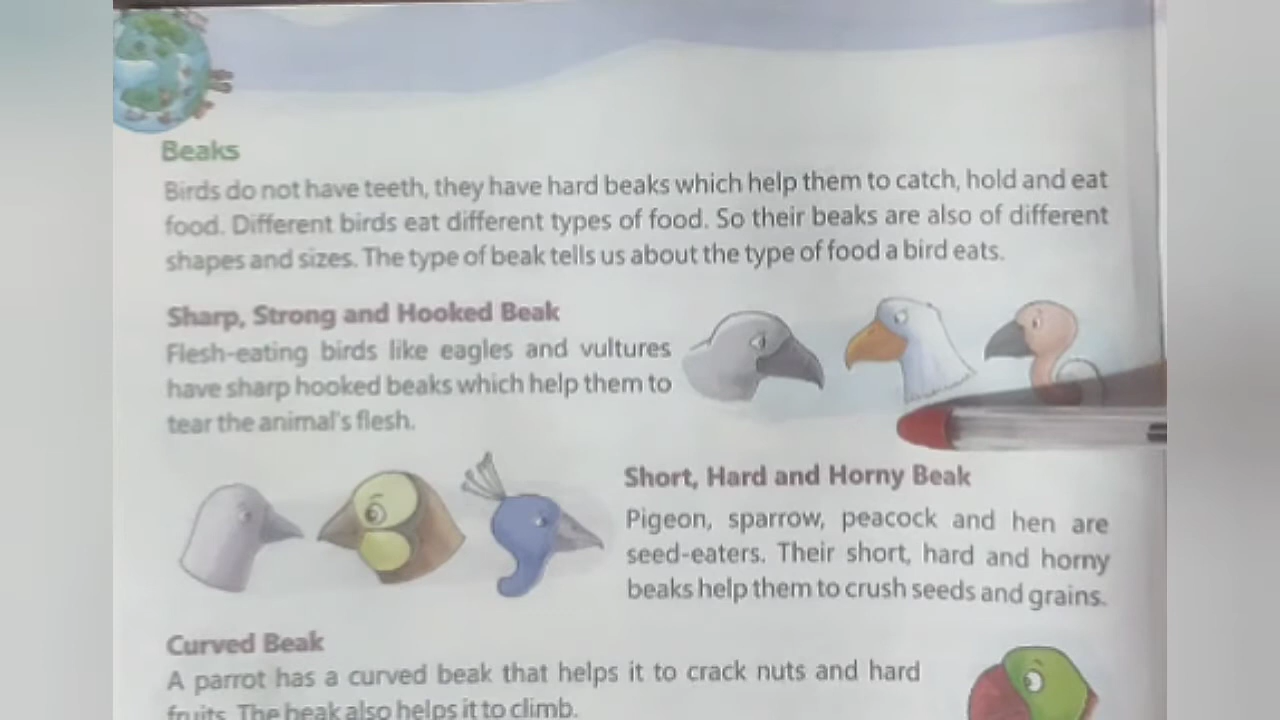 Beaks
Birds do not have teeth, they have hard beaks which help them to catch, hold and eat
food. Different birds eat different types of food. So their beaks are also of different
shapes and sizes. The type of beak tells us about the type of food a bird eats.
Sharp, Strong and Hooked Beak
Flesh-eating birds like eagles and vultures
have sharp hooked beaks which help them to
tear the animal's flesh.
Short, Hard and Horny Beak
Pigeon, sparrow, peacock and hen are
seed-eaters. Their short, hard and horny
beaks help them to crush seeds and grains.
Curved Beak
A parrot has a curved beak that helps it to crack nuts and hard
fruits. The beak also helps it to climb.